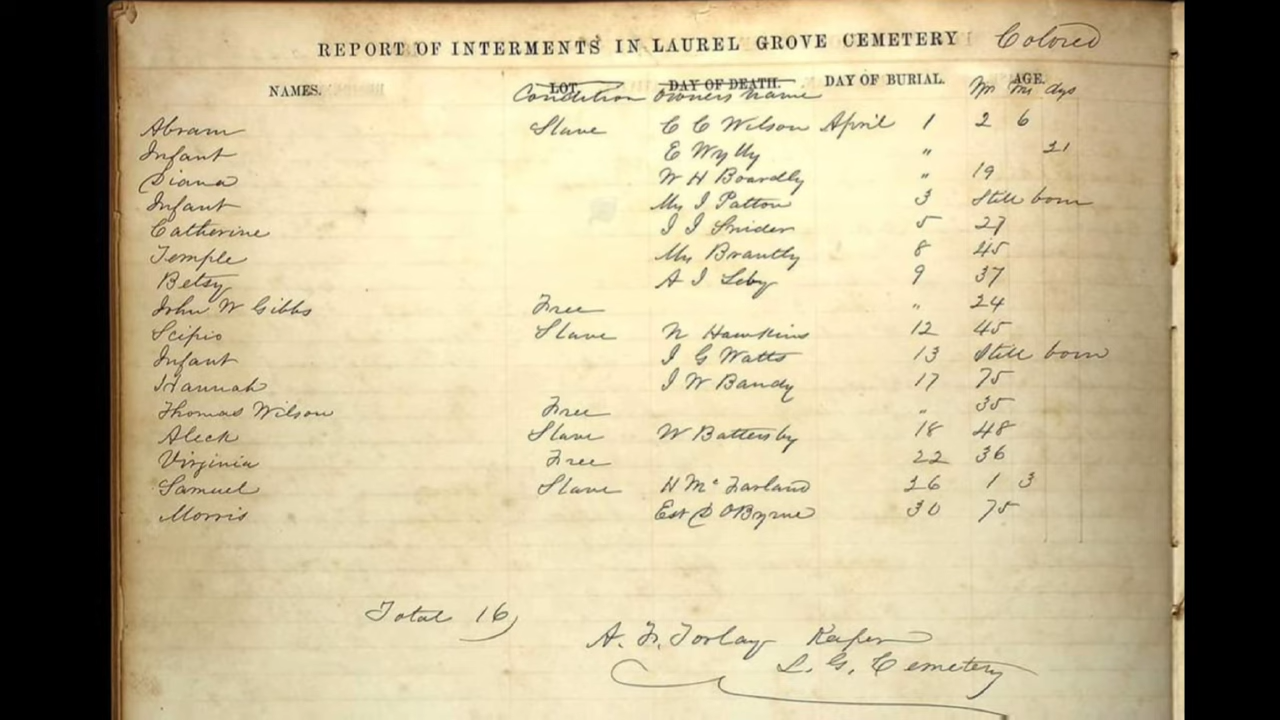 REPORT OF INTERMENTS IN LAUREL GROVE CEMETERY Colored
NAMES. LOT. DAY OF DEATH. DAY OF BURIAL. AGE.
Condition Owners Name Yrs Ms dys
Abram Slave C C Wilson April 1 2 6
Infant E Wylly " 21
Diana W H Boardly " 19
Infant Mrs I Patton 3 Still born
Catherine I I Snider 5 27
Temple Mrs Brantly 8 45
Betsy A I 9 37
John W Gibbs Free " 24
Scipio Slave N Hawkins 12 45
Infant I G Watts 13 Still born
Hannah I W Bandy 17 75
Thomas Wilson Free " 35
Aleck Slave W Battersby 18 48
Virginia Free 22 36
Samuel Slave H McFarland 26 1 3
Morris Est D OByrne 30 75
Total 16
A. F. Torlay Keeper
L. G. Cemetery